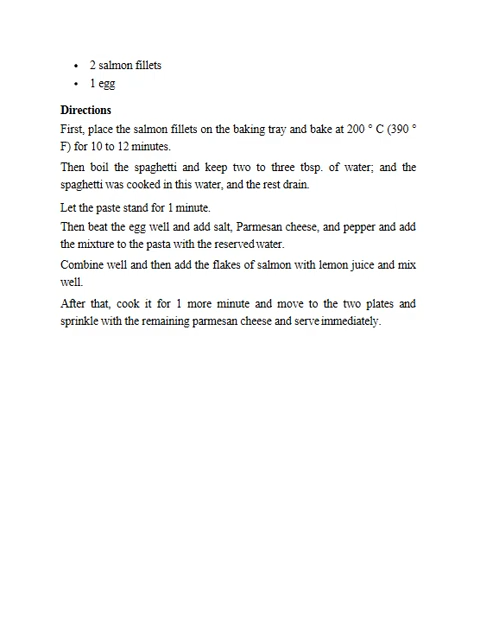 • 2 salmon fillets
• 1 egg
Directions
First, place the salmon fillets on the baking tray and bake at 200 ° C (390 °
F) for 10 to 12 minutes.
Then boil the spaghetti and keep two to three tbsp. of water; and the
spaghetti was cooked in this water, and the rest drain.
Let the paste stand for 1 minute.
Then beat the egg well and add salt, Parmesan cheese, and pepper and add
the mixture to the pasta with the reserved water.
Combine well and then add the flakes of salmon with lemon juice and mix
well.
After that, cook it for 1 more minute and move to the two plates and
sprinkle with the remaining parmesan cheese and serve immediately.